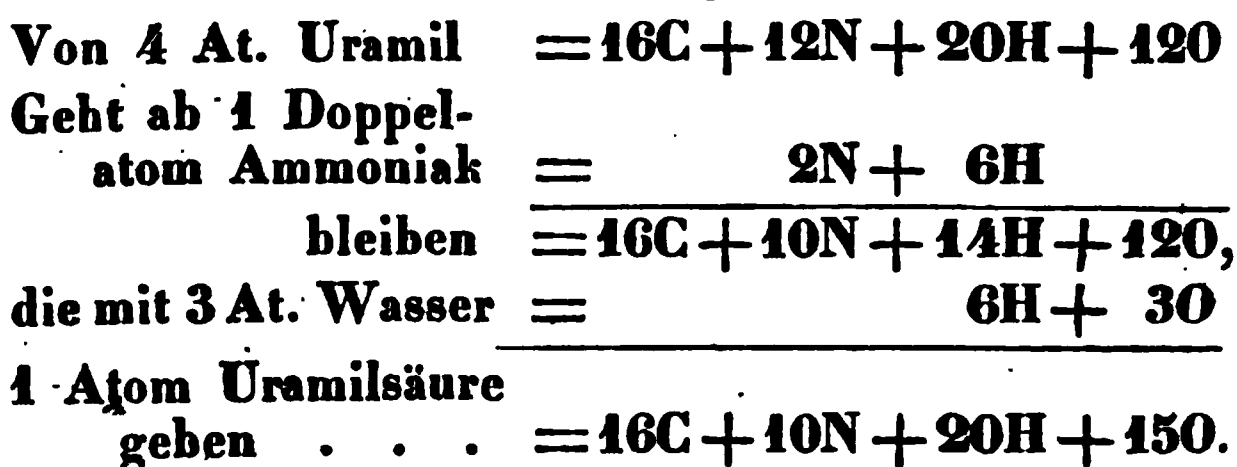 Von 4 At. Uramil = 16C + 12N + 20H + 12O
Geht ab 1 Doppel-
atom Ammoniak = 2N + 6H
bleiben = 16C + 10N + 14H + 12O,
die mit 3 At. Wasser = 6H + 3O
1 Atom Uramilsäure
geben . . . = 16C + 10N + 20H + 15O.